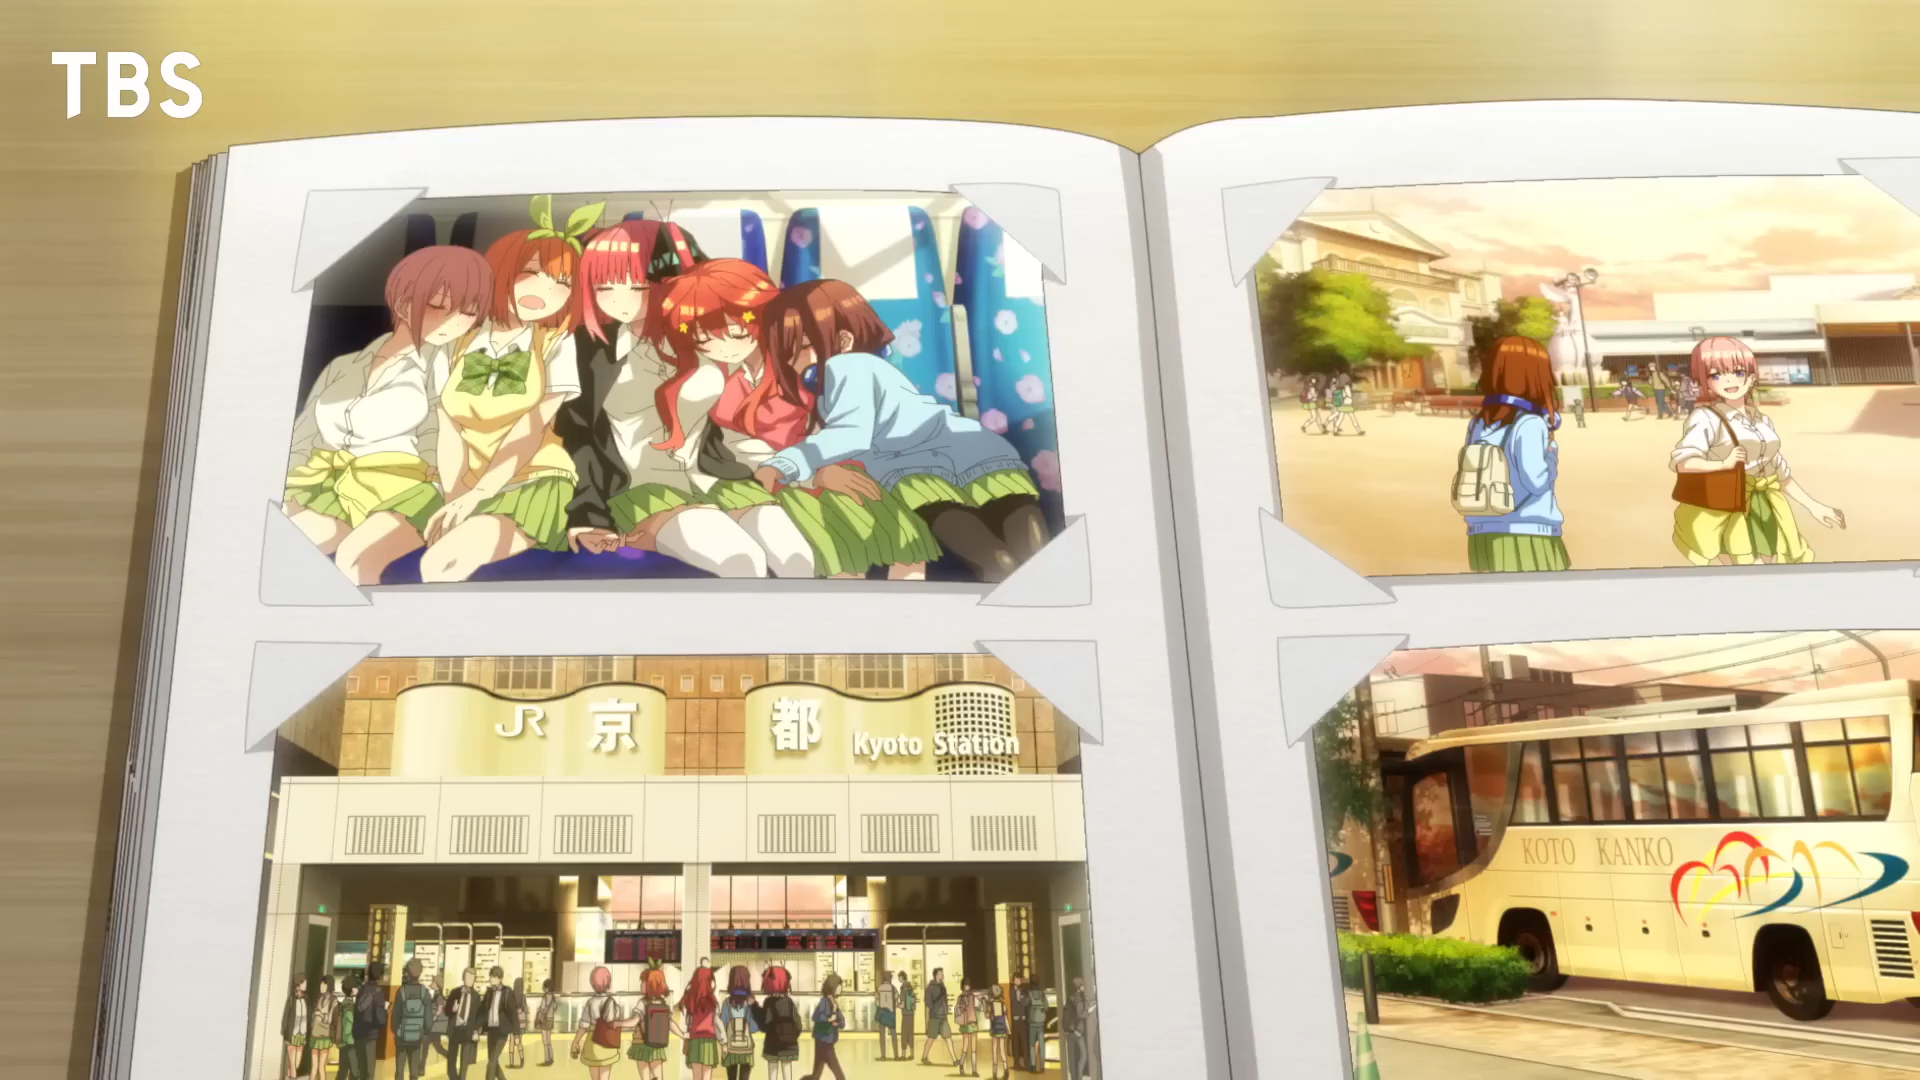 TBS
JR 京 都 Kyoto Station
KOTO KANKO